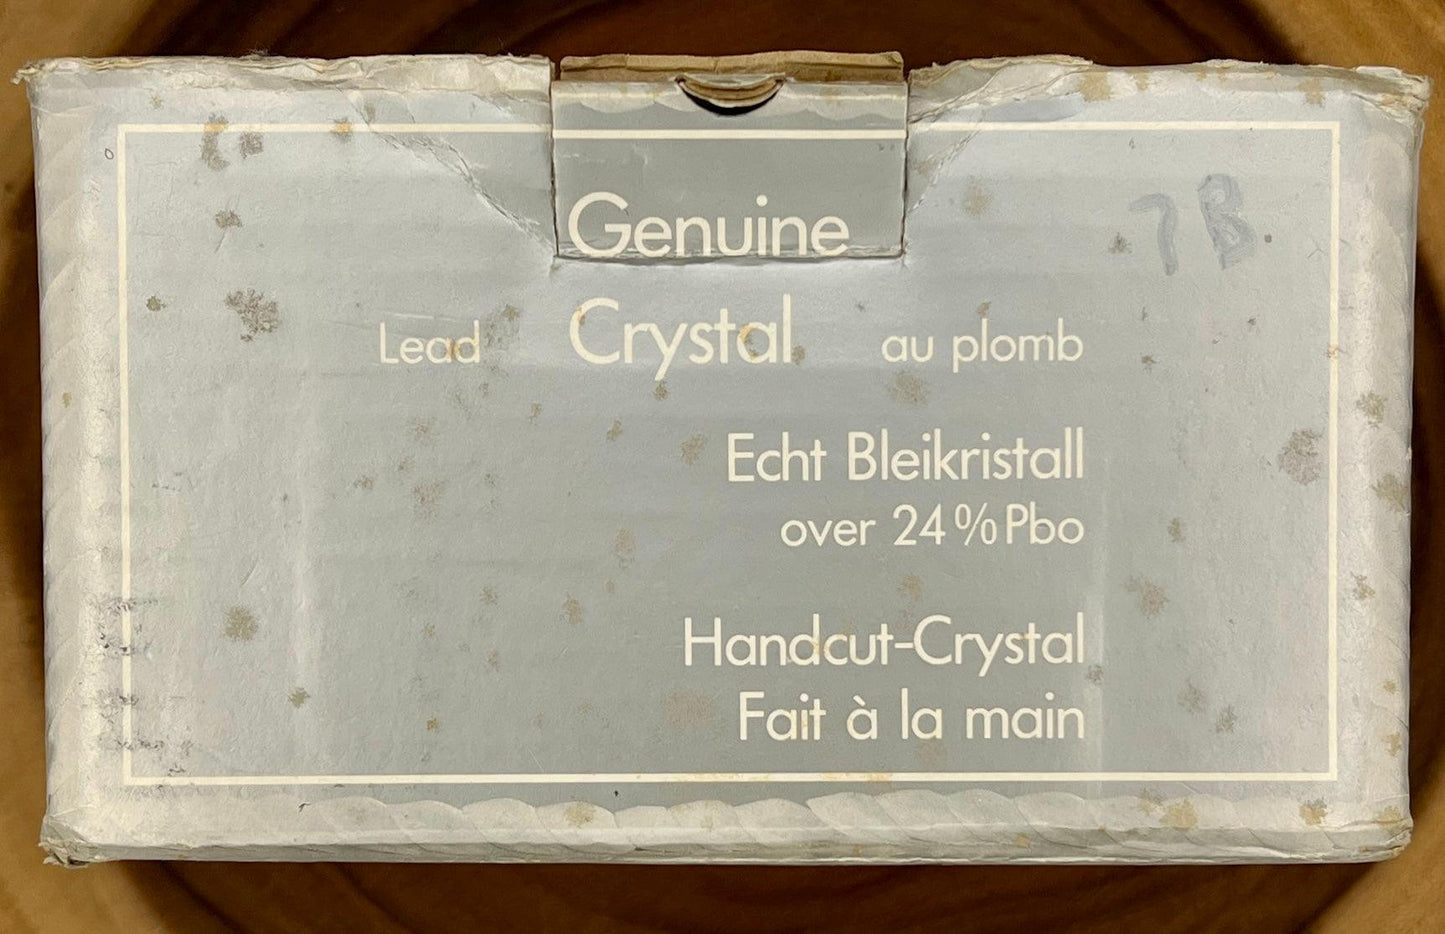 Genuine
Lead Crystal au plomb
Echt Bleikristall
over 24% Pbo
Handcut-Crystal
Fait à la main
7B